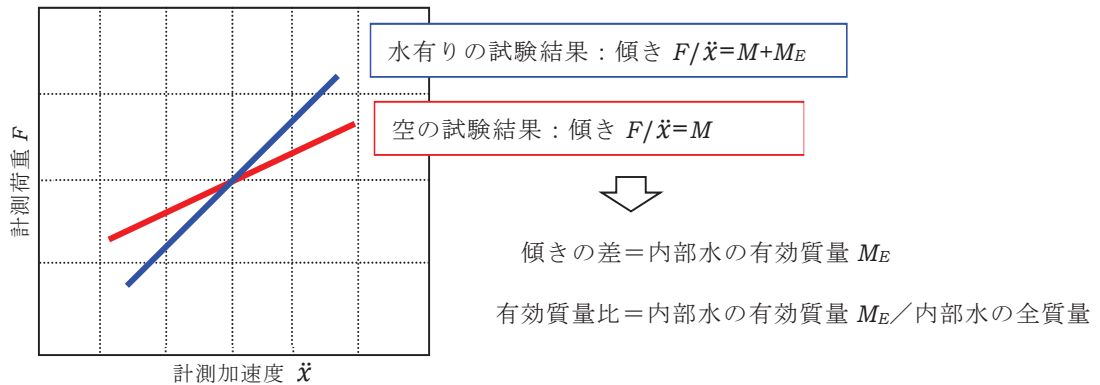 水有りの試験結果：傾き F/ẍ=M+M_E
空の試験結果：傾き F/ẍ=M
計測荷重 F
傾きの差＝内部水の有効質量 M_E
有効質量比＝内部水の有効質量 M_E／内部水の全質量
計測加速度 ẍ